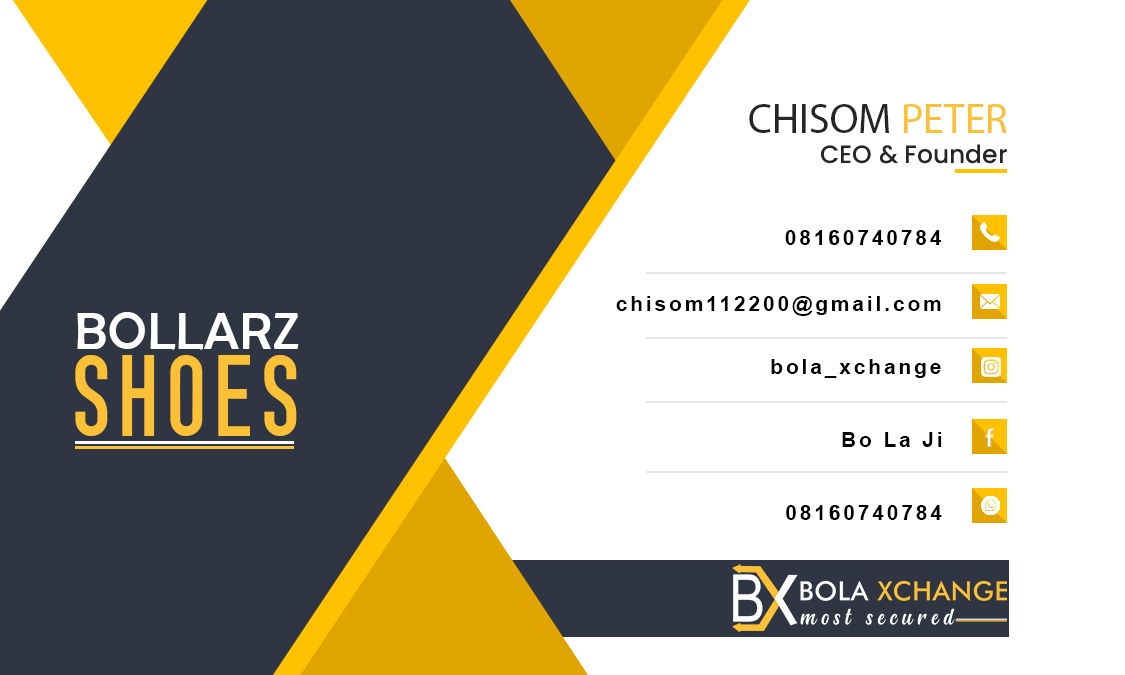 CHISOM PETER
CEO & Founder
08160740784
chisom112200@gmail.com
bola_xchange
Bo La Ji
08160740784
BOLLARZ
SHOES
BX BOLA XCHANGE
most secured